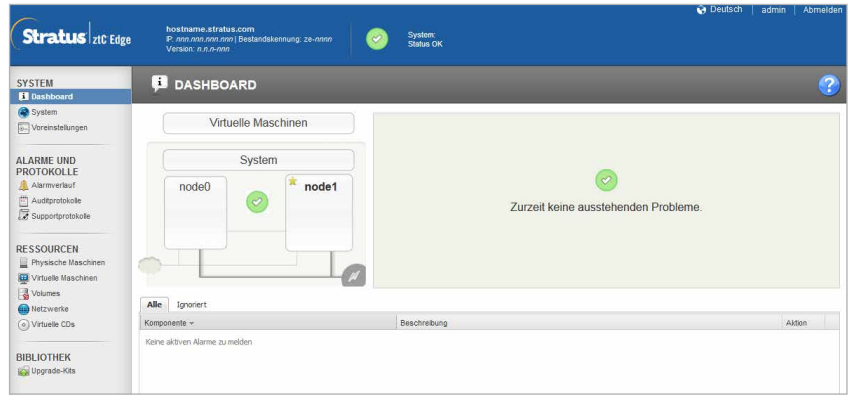 Deutsch admin Abmelden
Stratus ztC Edge
hostname.stratus.com
IP: nnn.nnn.nnn.nnn | Bestandskennung: ze-nnnn
Version: n.n.n-nnn
System:
Status OK
SYSTEM
Dashboard
System
Voreinstellungen
ALARME UND
PROTOKOLLE
Alarmverlauf
Auditprotokolle
Supportprotokolle
RESSOURCEN
Physische Maschinen
Virtuelle Maschinen
Volumes
Netzwerke
Virtuelle CDs
BIBLIOTHEK
Upgrade-Kits
DASHBOARD
?
Virtuelle Maschinen
System
node0
node1
Zurzeit keine ausstehenden Probleme.
Alle Ignoriert
Komponente Beschreibung Aktion
Keine aktiven Alarme zu melden